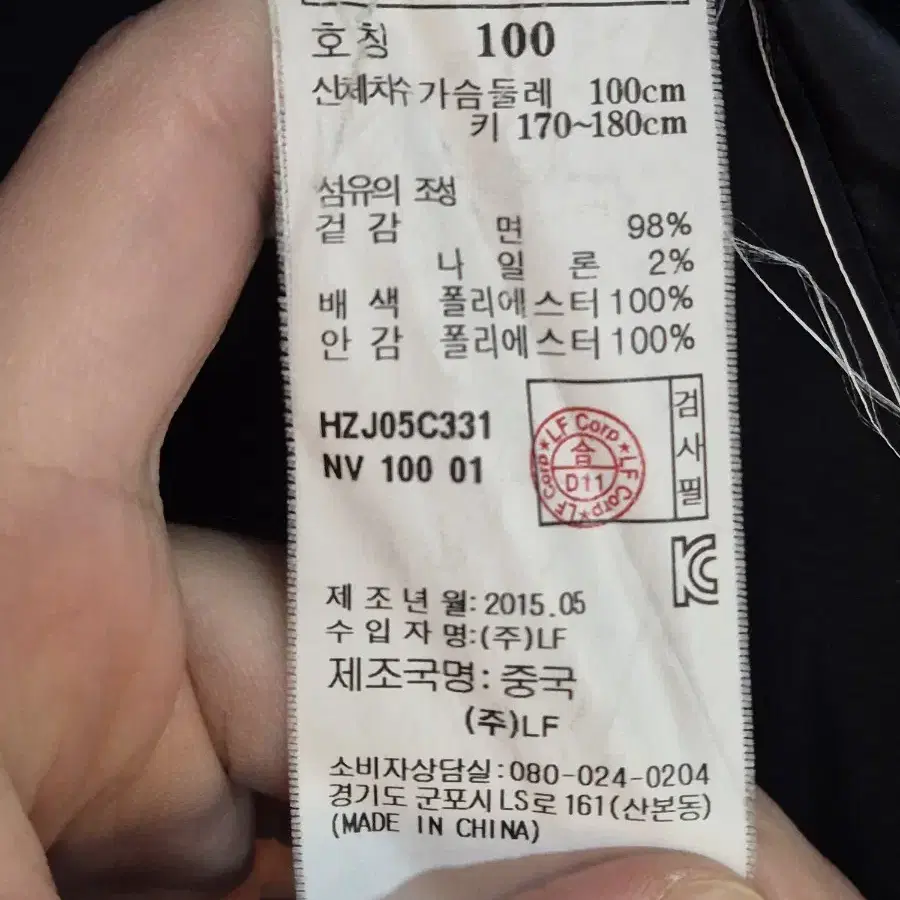 호칭 100
신체치수 가슴둘레 100cm
키 170~180cm
섬유의 조성
겉 감 면 98%
나 일 론 2%
배 색 폴리에스터 100%
안 감 폴리에스터 100%
HZJ05C331
NV 100 01
LF Corp★LF Corp★LF Corp★
合
D11
검사필
KC
제 조 년 월: 2015.05
수 입 자 명:(주)LF
제조국명: 중국
(주)LF
소비자상담실:080-024-0204
경기도 군포시 LS로 161(산본동)
(MADE IN CHINA)